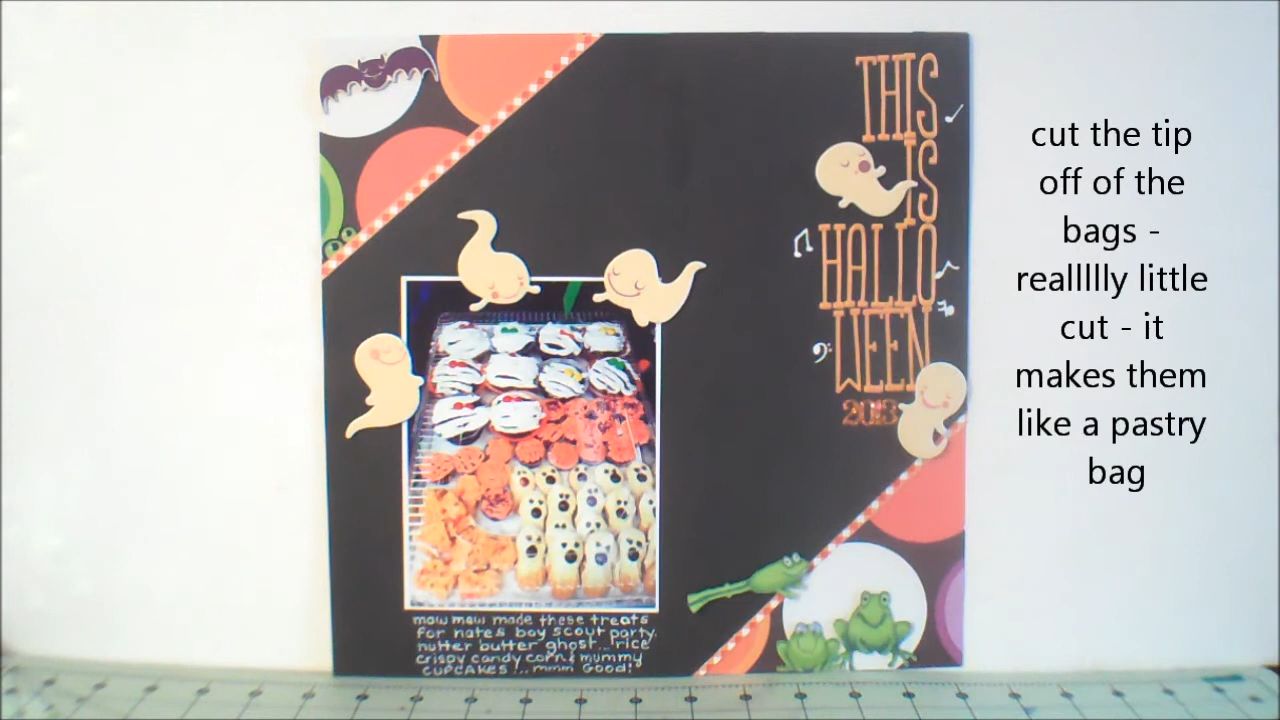 THIS
IS
HALLO
WEEN
2013
maw maw made these treats
for nates boy scout party.
nutter butter ghost... rice
crispy candy corn & mummy
CUPCAKES!... mmm Good!
cut the tip
off of the
bags -
reallllly little
cut - it
makes them
like a pastry
bag